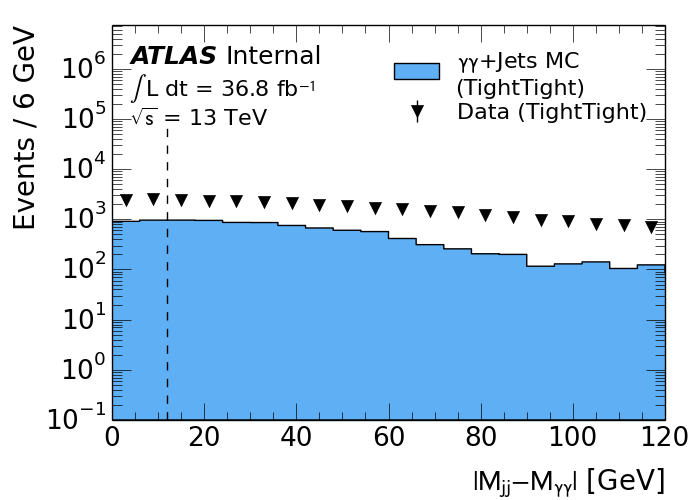 ATLAS Internal
∫L dt = 36.8 fb⁻¹
√s = 13 TeV
γγ+Jets MC
(TightTight)
Data (TightTight)
Events / 6 GeV
10⁶
10⁵
10⁴
10³
10²
10¹
10⁰
10⁻¹
0 20 40 60 80 100 120
|Mjj−Mγγ| [GeV]